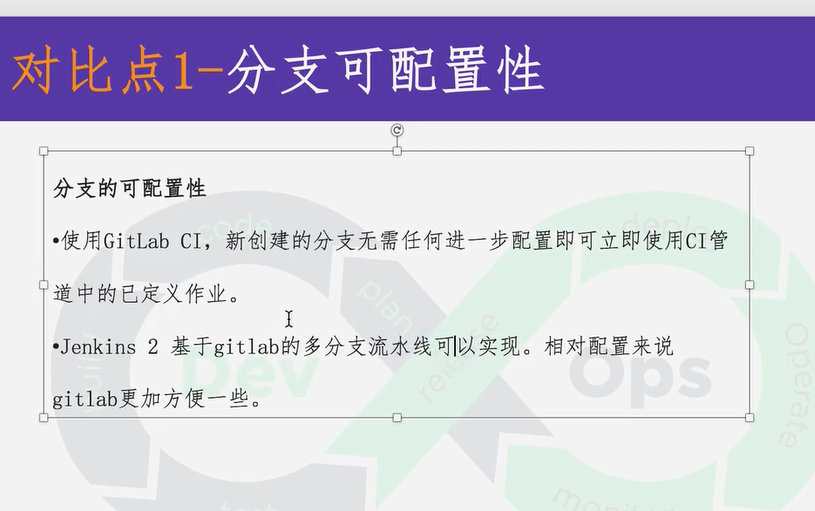 对比点1-分支可配置性
分支的可配置性
•使用GitLab CI，新创建的分支无需任何进一步配置即可立即使用CI管
道中的已定义作业。
•Jenkins 2 基于gitlab的多分支流水线可以实现。相对配置来说
gitlab更加方便一些。
code
deploy
plan
release
build
Dev
Ops
Operate
test
monitor